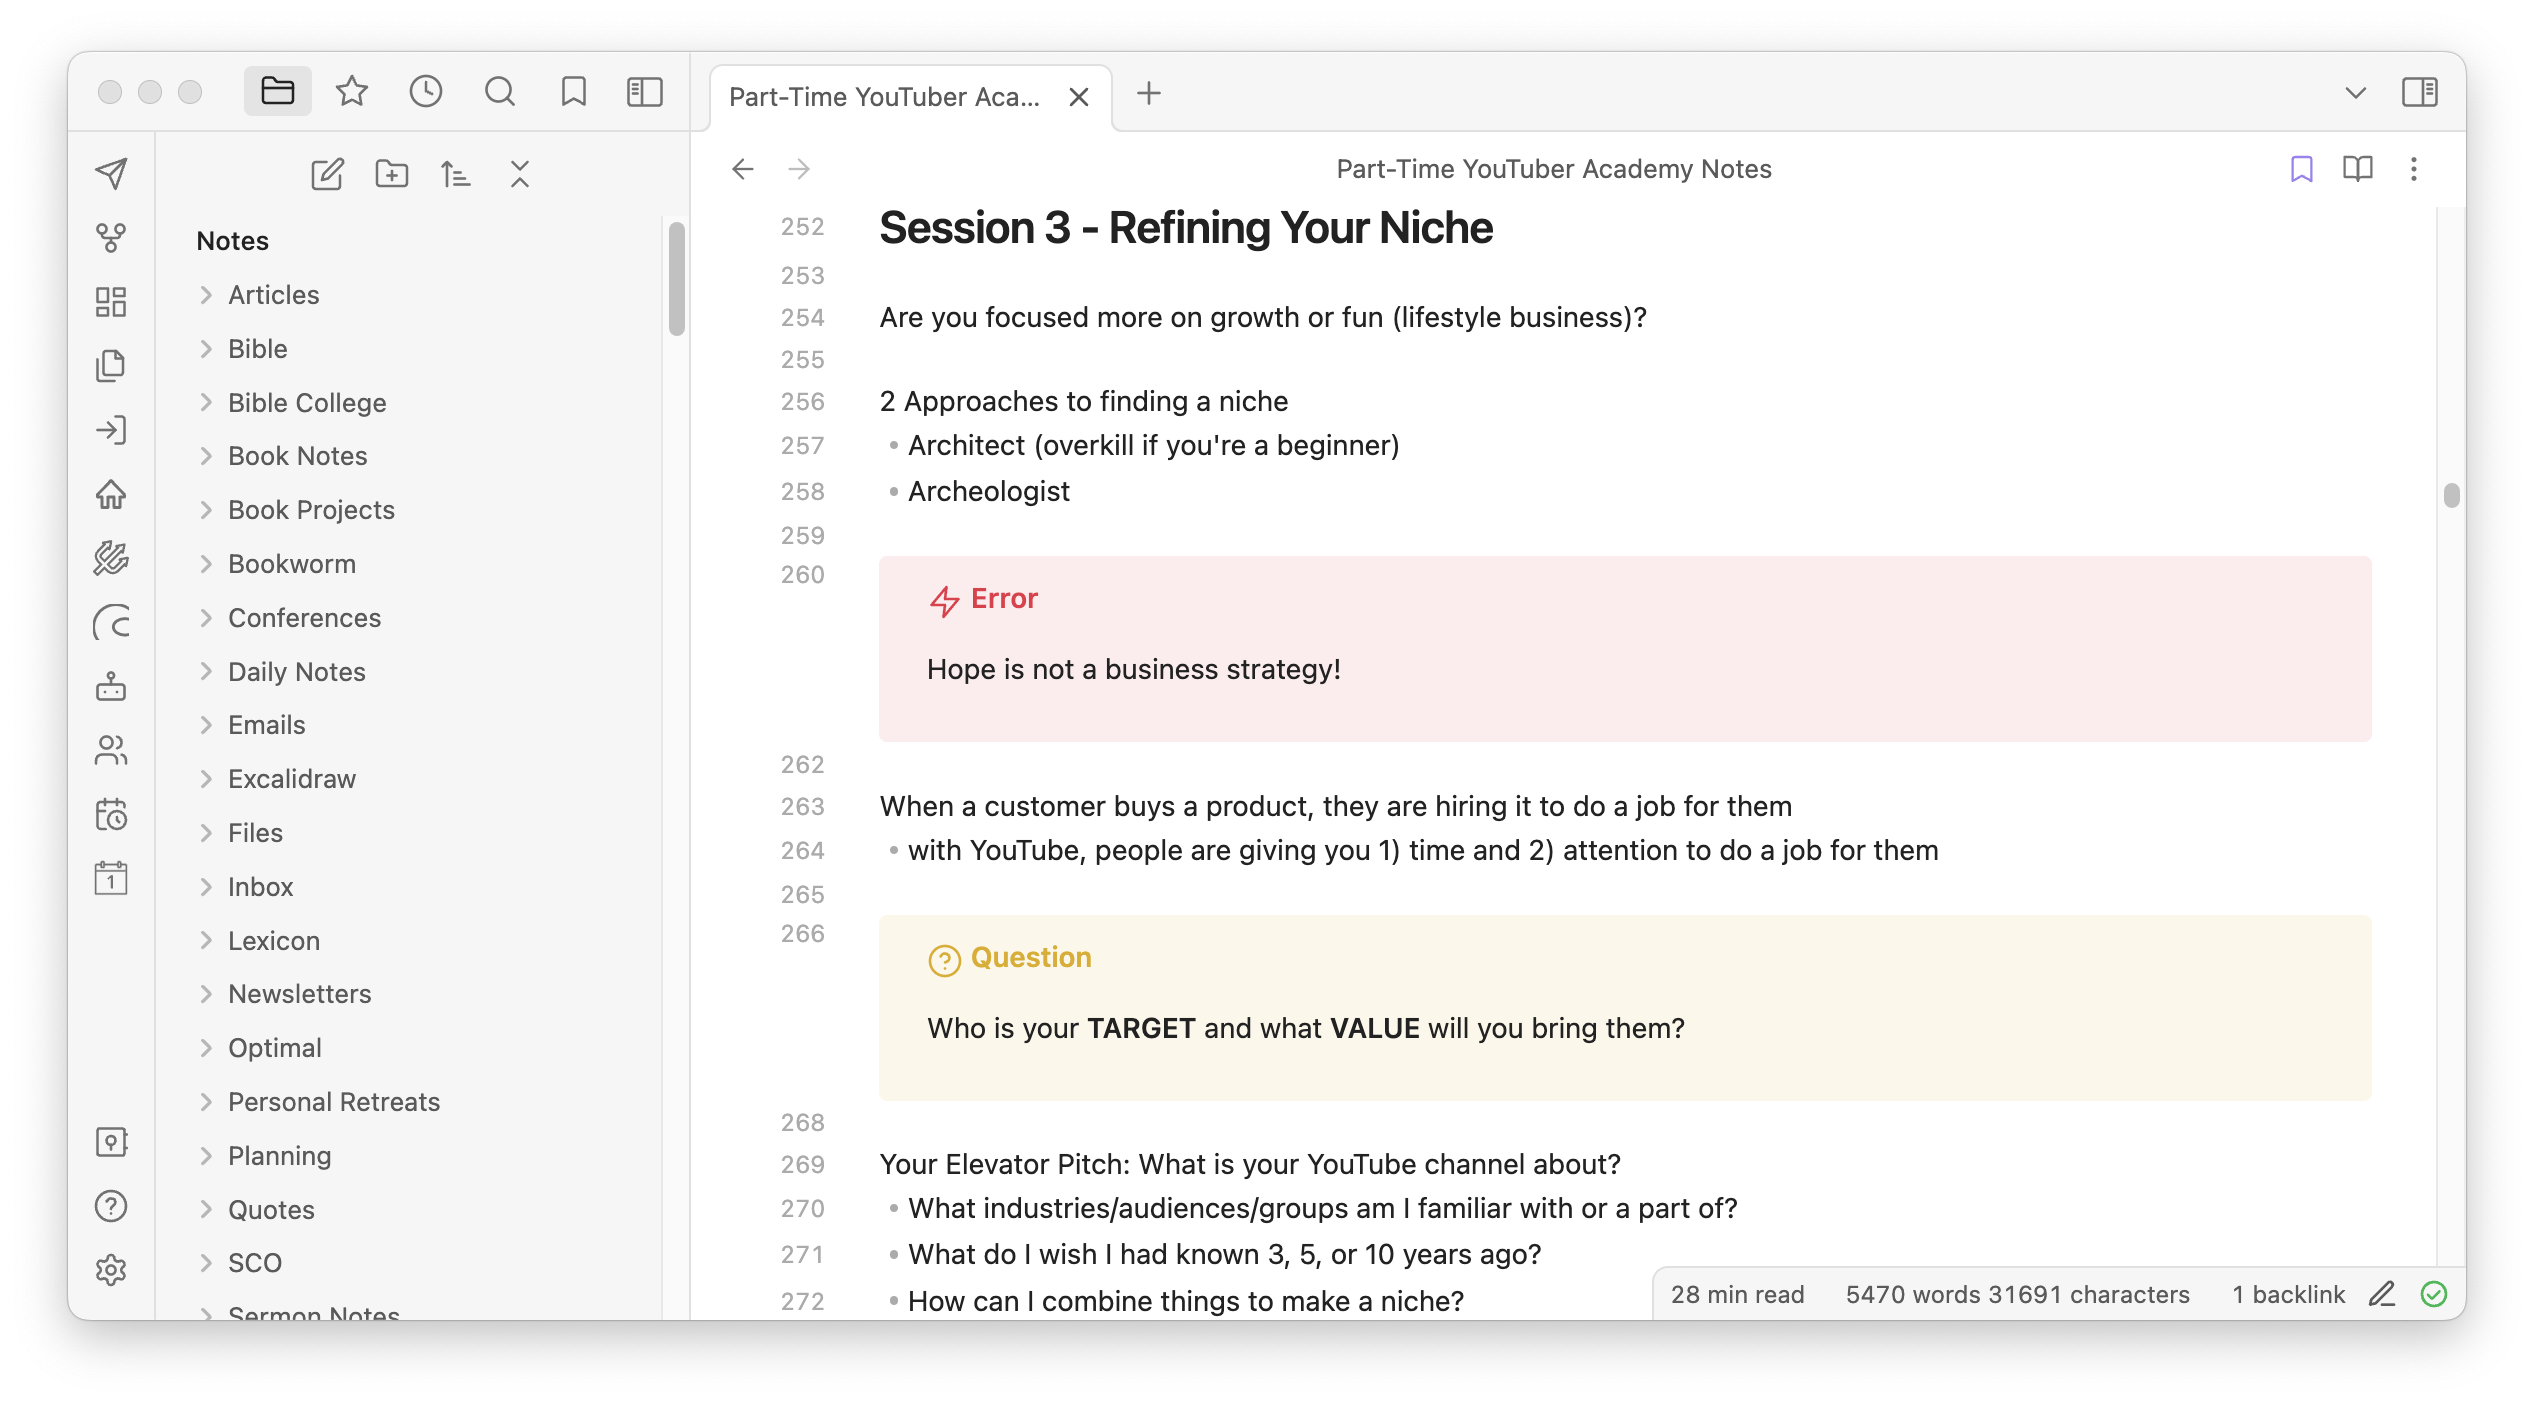 Part-Time YouTuber Aca...
Part-Time YouTuber Academy Notes
Notes
Articles
Bible
Bible College
Book Notes
Book Projects
Bookworm
Conferences
Daily Notes
Emails
Excalidraw
Files
Inbox
Lexicon
Newsletters
Optimal
Personal Retreats
Planning
Quotes
SCO
Sermon Notes
1
252 Session 3 - Refining Your Niche
253
254 Are you focused more on growth or fun (lifestyle business)?
255
256 2 Approaches to finding a niche
257 • Architect (overkill if you're a beginner)
258 • Archeologist
259
260 Error
Hope is not a business strategy!
262
263 When a customer buys a product, they are hiring it to do a job for them
264 • with YouTube, people are giving you 1) time and 2) attention to do a job for them
265
266 Question
Who is your TARGET and what VALUE will you bring them?
268
269 Your Elevator Pitch: What is your YouTube channel about?
270 • What industries/audiences/groups am I familiar with or a part of?
271 • What do I wish I had known 3, 5, or 10 years ago?
272 • How can I combine things to make a niche?
28 min read 5470 words 31691 characters 1 backlink